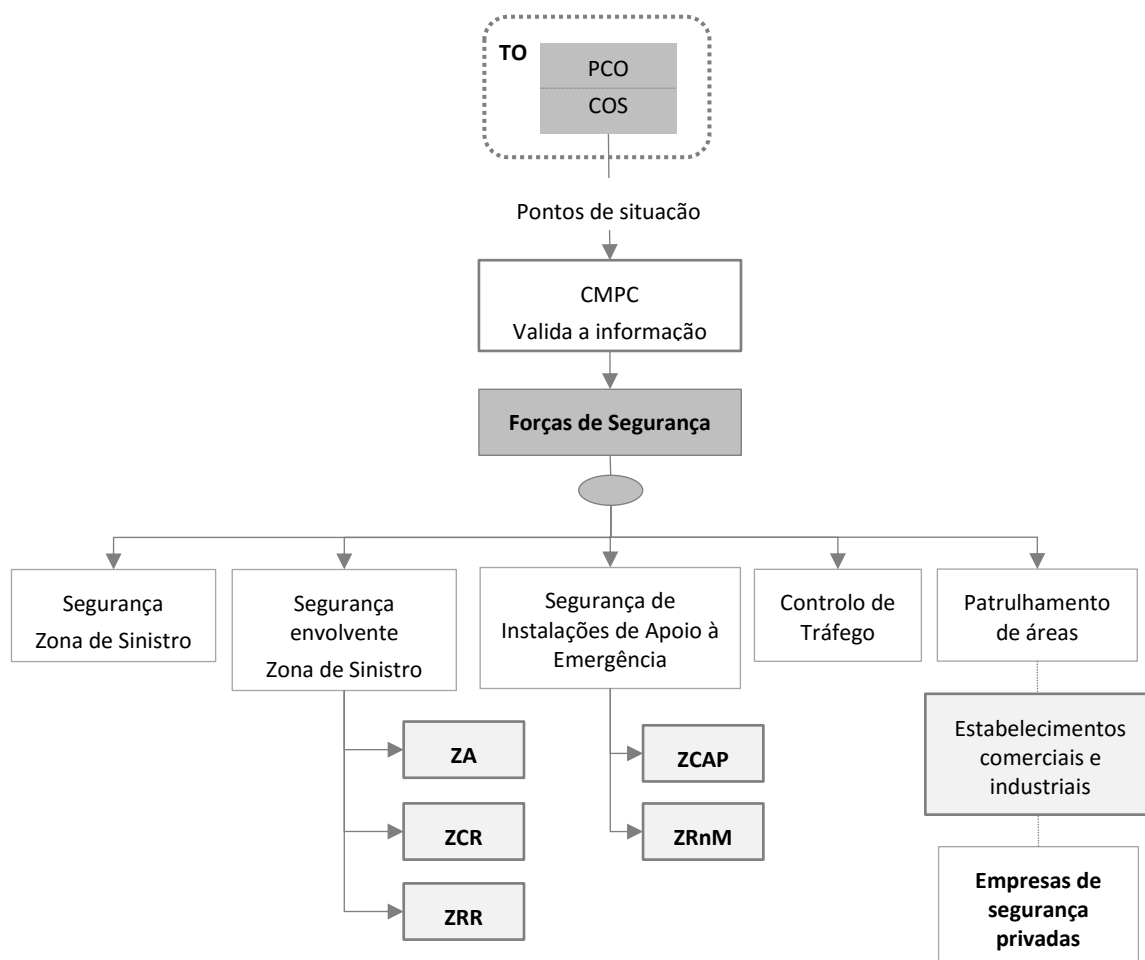 TO
PCO
COS
Pontos de situacão
CMPC
Valida a informação
Forças de Segurança
Segurança
Zona de Sinistro
Segurança
envolvente
Zona de Sinistro
Segurança de
Instalações de Apoio à
Emergência
Controlo de
Tráfego
Patrulhamento
de áreas
ZA
ZCR
ZRR
ZCAP
ZRnM
Estabelecimentos
comerciais e
industriais
Empresas de
segurança
privadas